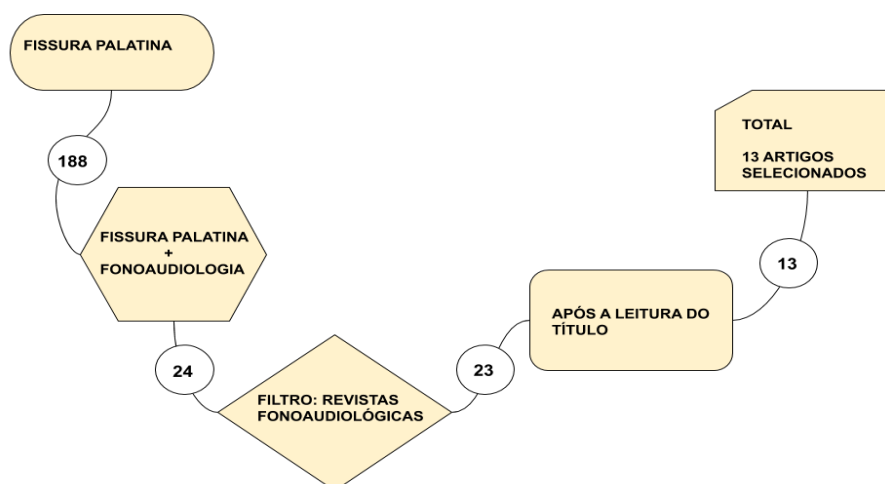 FISSURA PALATINA
188
FISSURA PALATINA
+
FONOAUDIOLOGIA
24
FILTRO: REVISTAS
FONOAUDIOLÓGICAS
23
APÓS A LEITURA DO
TÍTULO
13
TOTAL
13 ARTIGOS
SELECIONADOS